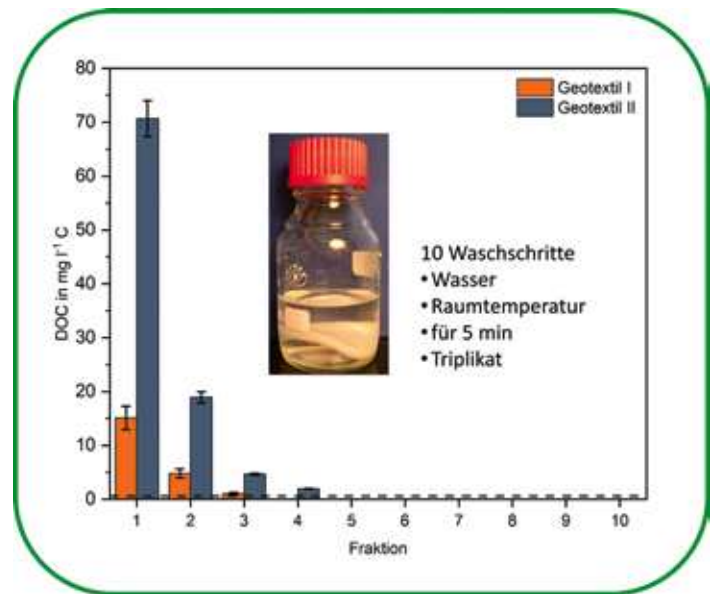 80
70
60
50
40
30
20
10
0
DOC in mg l⁻¹ C
Geotextil I
Geotextil II
10 Waschschritte
• Wasser
• Raumtemperatur
• für 5 min
• Triplikat
1 2 3 4 5 6 7 8 9 10
Fraktion